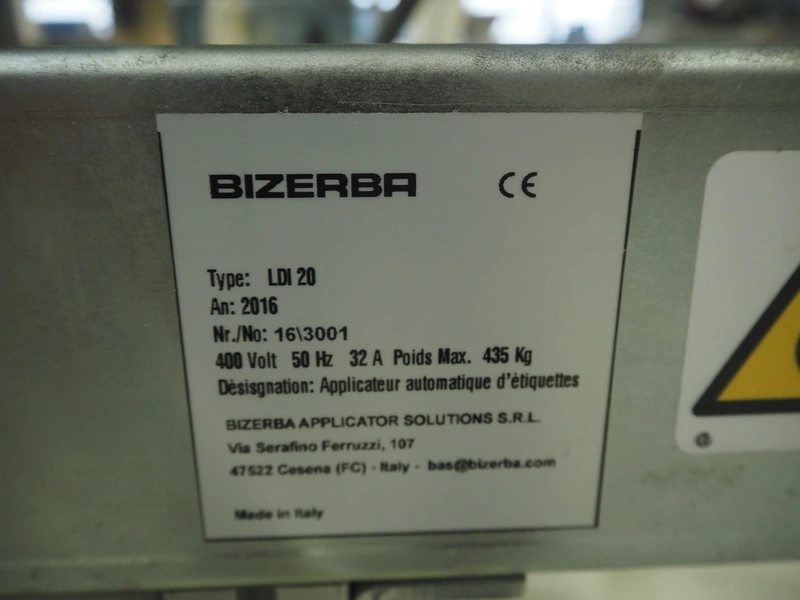 BIZERBA CE
Type: LDI 20
An: 2016
Nr./No: 16\3001
400 Volt 50 Hz 32 A Poids Max. 435 Kg
Dèsisgnation: Applicateur automatique d'ètiquettes
BIZERBA APPLICATOR SOLUTIONS S.R.L.
Via Serafino Ferruzzi, 107
47522 Cesena (FC) - Italy - bas@bizerba.com
Made in Italy